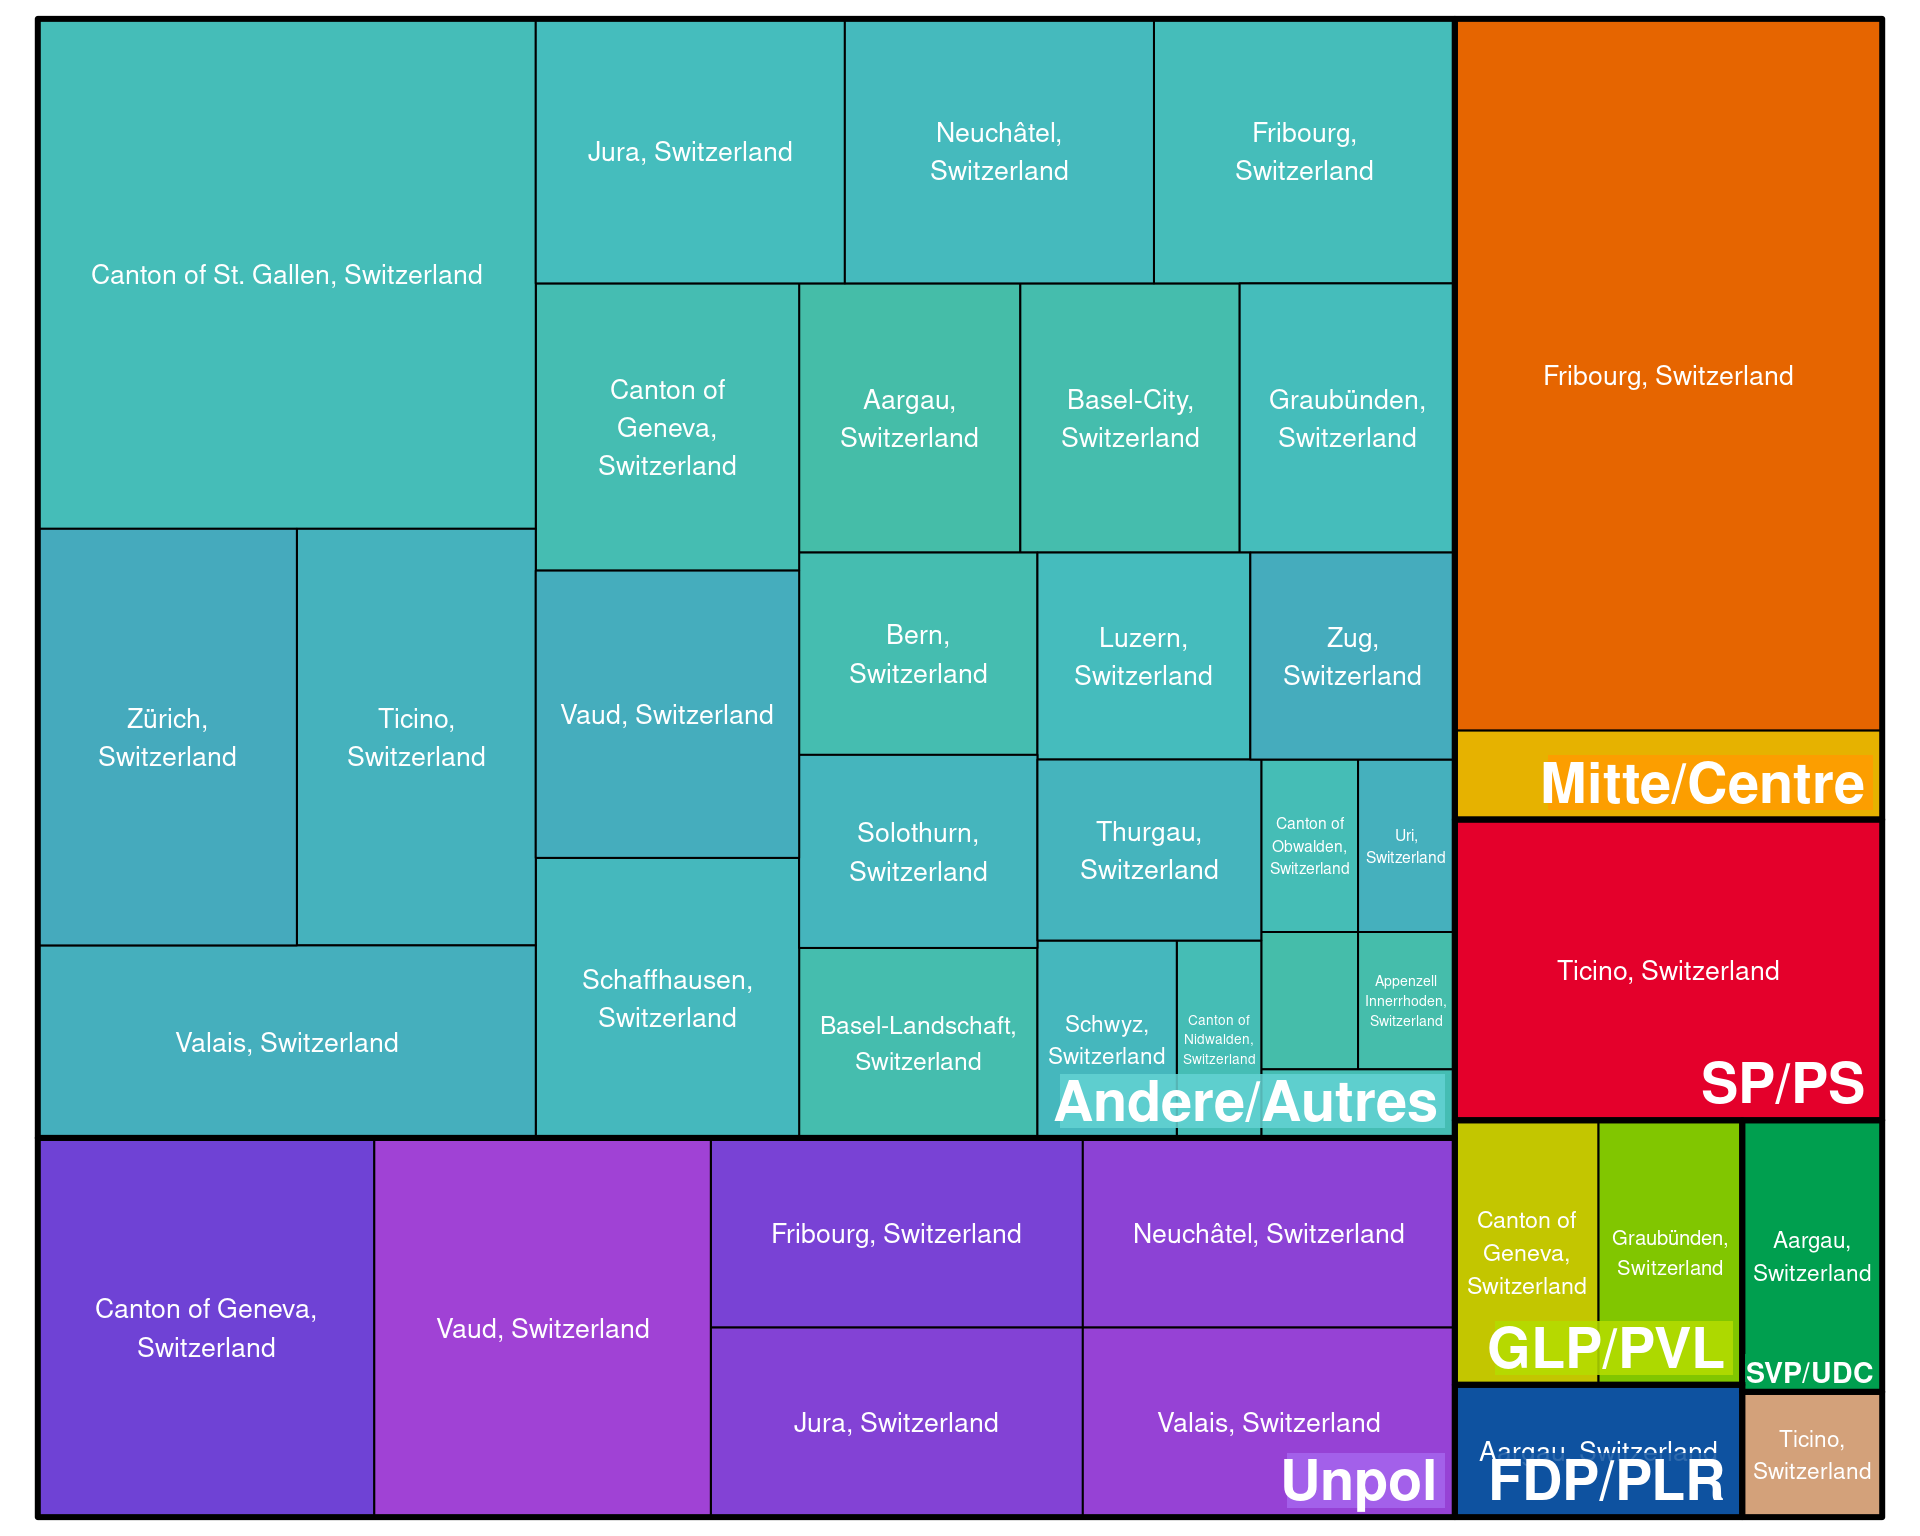 Canton of St. Gallen, Switzerland
Jura, Switzerland
Neuchâtel,
Switzerland
Fribourg,
Switzerland
Canton of
Geneva,
Switzerland
Aargau,
Switzerland
Basel-City,
Switzerland
Graubünden,
Switzerland
Zürich,
Switzerland
Ticino,
Switzerland
Vaud, Switzerland
Bern,
Switzerland
Luzern,
Switzerland
Zug,
Switzerland
Solothurn,
Switzerland
Thurgau,
Switzerland
Canton of
Obwalden,
Switzerland
Uri,
Switzerland
Valais, Switzerland
Schaffhausen,
Switzerland
Basel-Landschaft,
Switzerland
Schwyz,
Switzerland
Canton of
Nidwalden,
Switzerland
Appenzell
Innerrhoden,
Switzerland
Andere/Autres
Canton of Geneva,
Switzerland
Vaud, Switzerland
Fribourg, Switzerland
Neuchâtel, Switzerland
Jura, Switzerland
Valais, Switzerland
Unpol
Fribourg, Switzerland
Mitte/Centre
Ticino, Switzerland
SP/PS
Canton of
Geneva,
Switzerland
Graubünden,
Switzerland
GLP/PVL
Aargau,
Switzerland
SVP/UDC
Aargau, Switzerland
FDP/PLR
Ticino,
Switzerland